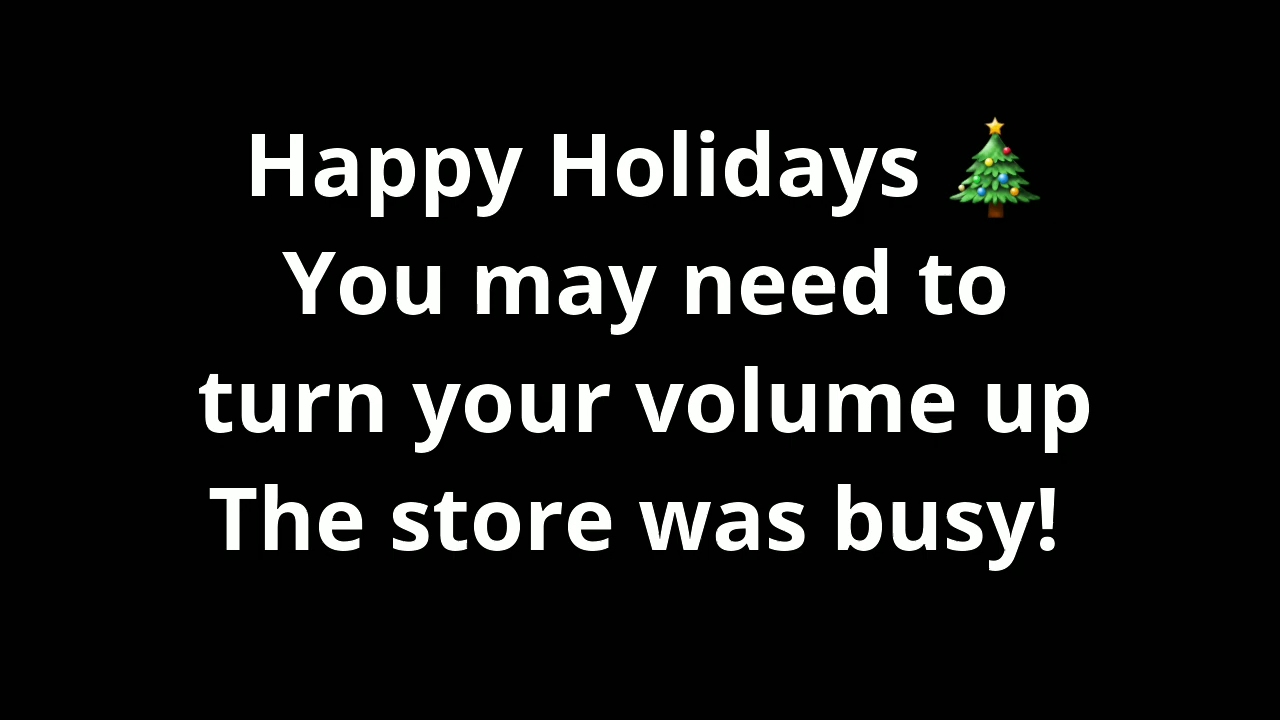 Happy Holidays 🎄
You may need to
turn your volume up
The store was busy!